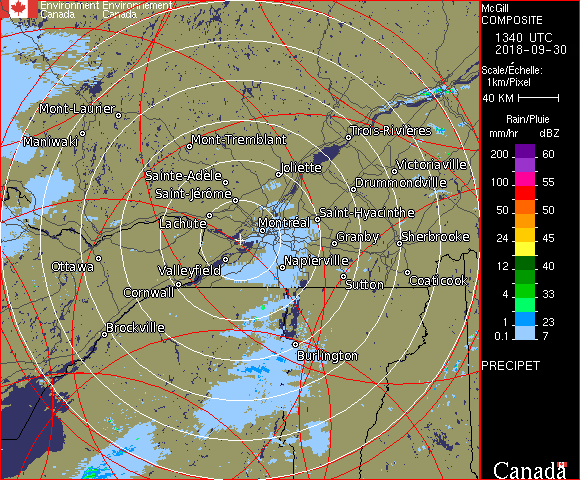 Environment Environnement
Canada Canada
McGill
COMPOSITE
1340 UTC
2018-09-30
Scale/Échelle:
1km/Pixel
40 KM
Rain/Pluie
mm/hr dBZ
200 60
100 55
50 50
24 45
12 40
4 33
1 23
0.1 7
PRECIPET
Canada
Mont-Laurier
Maniwaki
Mont-Tremblant
Trois-Rivières
Sainte-Adèle
Joliette
Victoriaville
Saint-Jérôme
Drummondville
Lachute
Montréal
Saint-Hyacinthe
Ottawa
Valleyfield
Napierville
Granby
Sherbrooke
Cornwall
Sutton
Coaticook
Brockville
Burlington